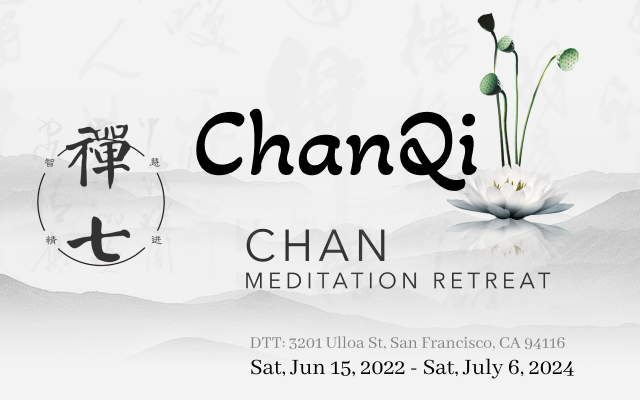 ChanQi
禪
智 慧
精 进
七
CHAN
MEDITATION RETREAT
DTT: 3201 Ulloa St, San Francisco, CA 94116
Sat, Jun 15, 2022 - Sat, July 6, 2024